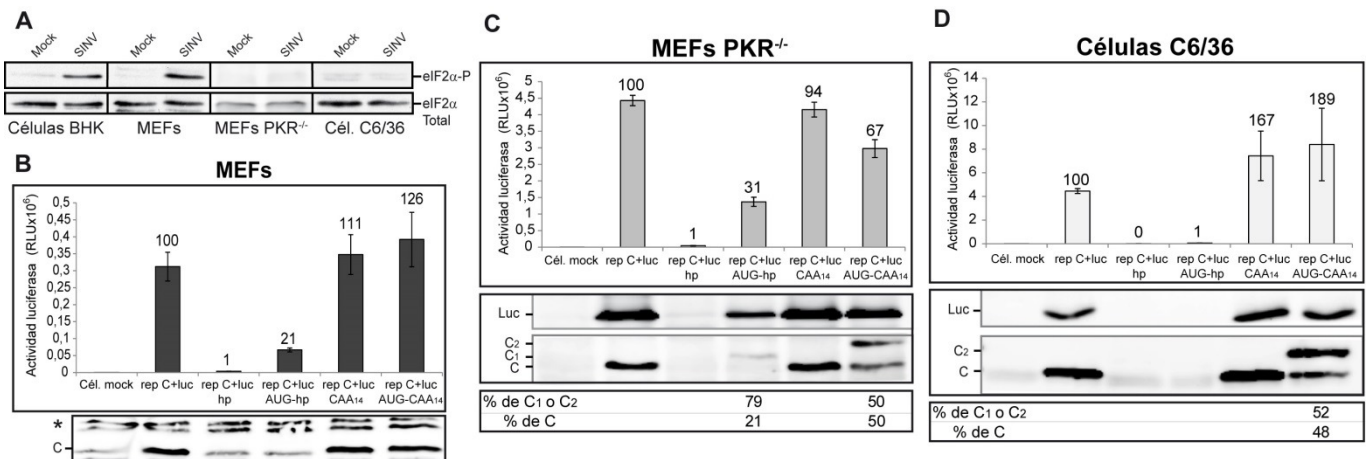 A
Mock SINV Mock SINV Mock SINV Mock SINV
eIF2α-P
eIF2α
Total
Células BHK MEFs MEFs PKR-/- Cél. C6/36
B
MEFs
Actividad luciferasa (RLUx10⁶)
0,5
0,45
0,4
0,35
0,3
0,25
0,2
0,15
0,1
0,05
0
100 1 21 111 126
Cél. mock rep C+luc rep C+luc rep C+luc rep C+luc rep C+luc
hp AUG-hp CAA₁₄ AUG-CAA₁₄
*
C
C
MEFs PKR-/-
Actividad luciferasa (RLUx10⁶)
5
4,5
4
3,5
3
2,5
2
1,5
1
0,5
0
100 1 31 94 67
Cél. mock rep C+luc rep C+luc rep C+luc rep C+luc rep C+luc
hp AUG-hp CAA₁₄ AUG-CAA₁₄
Luc
C₂
C₁
C
% de C₁ o C₂ 79 50
% de C 21 50
D
Células C6/36
Actividad luciferasa (RLUx10⁶)
14
12
10
8
6
4
2
0
100 0 1 167 189
Cél. mock rep C+luc rep C+luc rep C+luc rep C+luc rep C+luc
hp AUG-hp CAA₁₄ AUG-CAA₁₄
Luc
C₂
C
% de C₁ o C₂ 52
% de C 48